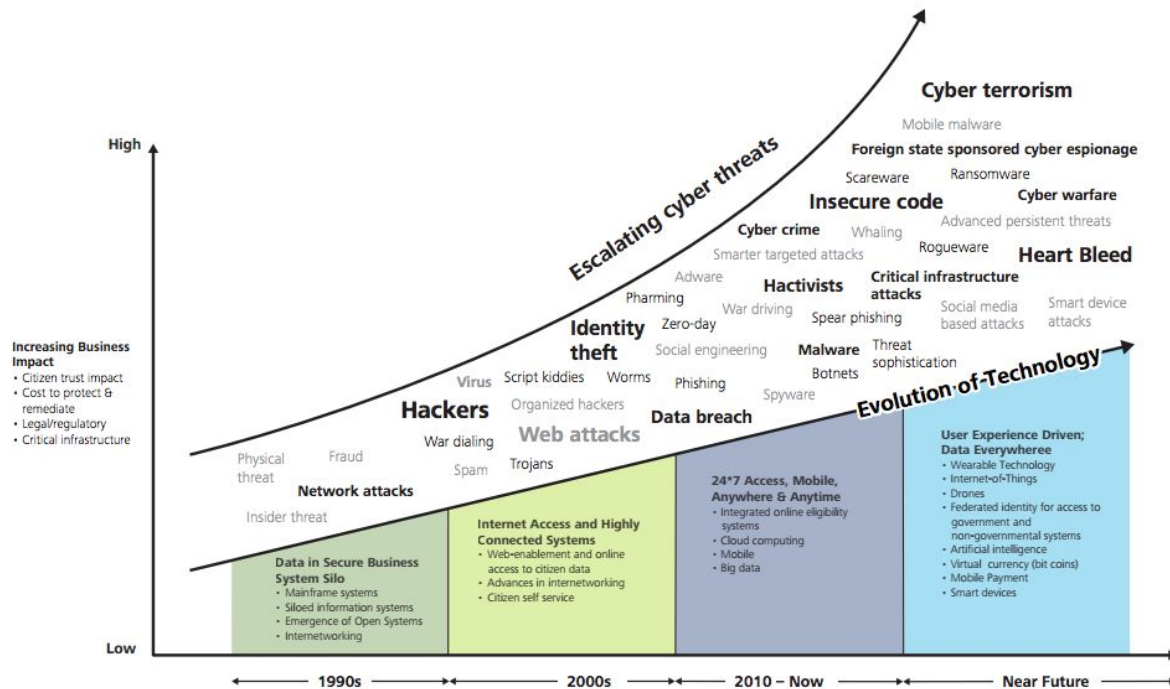 Cyber terrorism
Mobile malware
Foreign state sponsored cyber espionage
Scareware
Ransomware
Insecure code
Cyber warfare
Advanced persistent threats
Cyber crime
Whaling
Rogueware
Smarter targeted attacks
Heart Bleed
Escalating cyber threats
Adware
Hactivists
Critical infrastructure
attacks
Pharming
War driving
Spear phishing
Social media
based attacks
Smart device
attacks
Identity
theft
Zero-day
Social engineering
Malware
Threat
sophistication
Botnets
Virus
Script kiddies
Worms
Phishing
Spyware
Hackers
Organized hackers
Data breach
War dialing
Web attacks
Physical
threat
Fraud
Spam
Trojans
Network attacks
Insider threat
Evolution of Technology
High
Low
Increasing Business
Impact
• Citizen trust impact
• Cost to protect &
remediate
• Legal/regulatory
• Critical infrastructure
Data in Secure Business
System Silo
• Mainframe systems
• Siloed information systems
• Emergence of Open Systems
• Internetworking
Internet Access and Highly
Connected Systems
• Web-enablement and online
access to citizen data
• Advances in internetworking
• Citizen self service
24*7 Access, Mobile,
Anywhere & Anytime
• Integrated online eligibility
systems
• Cloud computing
• Mobile
• Big data
User Experience Driven;
Data Everywheree
• Wearable Technology
• Internet-of-Things
• Drones
• Federated identity for access to
government and
non-governmental systems
• Artificial intelligence
• Virtual currency (bit coins)
• Mobile Payment
• Smart devices
1990s
2000s
2010 – Now
Near Future